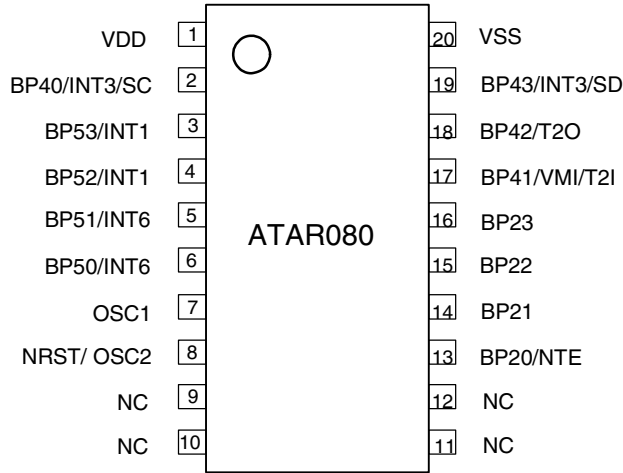 VDD 1 20 VSS
BP40/INT3/SC 2 19 BP43/INT3/SD
BP53/INT1 3 18 BP42/T2O
BP52/INT1 4 17 BP41/VMI/T2I
BP51/INT6 5 16 BP23
ATAR080
BP50/INT6 6 15 BP22
OSC1 7 14 BP21
NRST/ OSC2 8 13 BP20/NTE
NC 9 12 NC
NC 10 11 NC